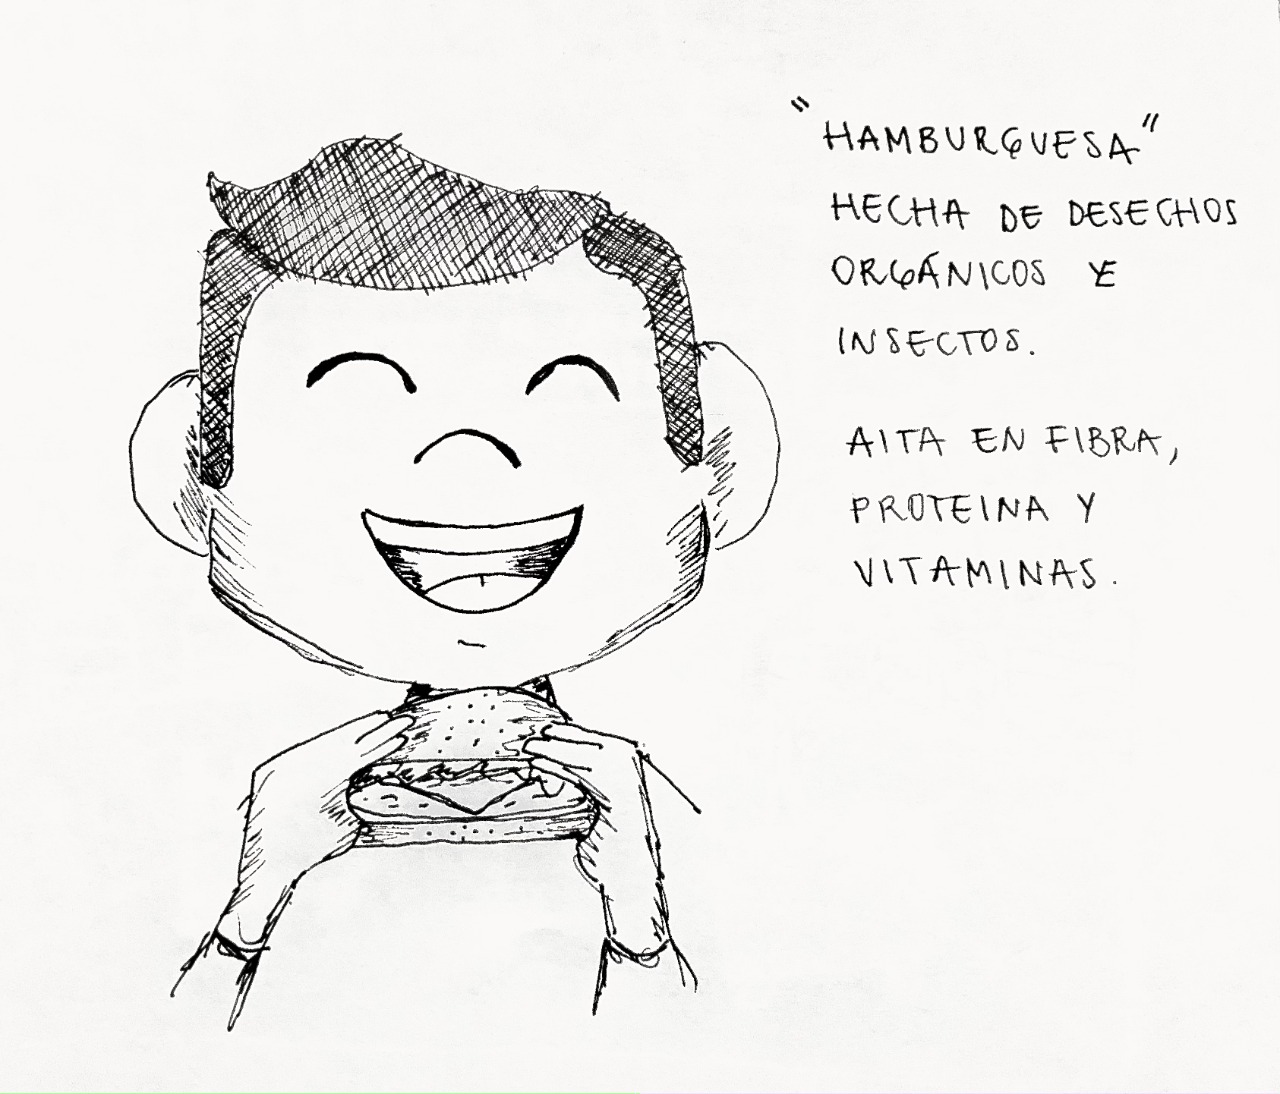 "HAMBURGUESA"
HECHA DE DESECHOS
ORGÁNICOS E
INSECTOS.
AITA EN FIBRA,
PROTEINA Y
VITAMINAS.